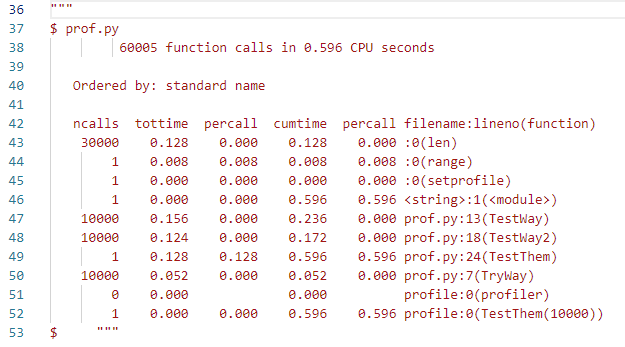 36 """
37 $ prof.py
38 60005 function calls in 0.596 CPU seconds
39
40 Ordered by: standard name
41
42 ncalls tottime percall cumtime percall filename:lineno(function)
43 30000 0.128 0.000 0.128 0.000 :0(len)
44 1 0.008 0.008 0.008 0.008 :0(range)
45 1 0.000 0.000 0.000 0.000 :0(setprofile)
46 1 0.000 0.000 0.596 0.596 <string>:1(<module>)
47 10000 0.156 0.000 0.236 0.000 prof.py:13(TestWay)
48 10000 0.124 0.000 0.172 0.000 prof.py:18(TestWay2)
49 1 0.128 0.128 0.596 0.596 prof.py:24(TestThem)
50 10000 0.052 0.000 0.052 0.000 prof.py:7(TryWay)
51 0 0.000 0.000 profile:0(profiler)
52 1 0.000 0.000 0.596 0.596 profile:0(TestThem(10000))
53 $ """